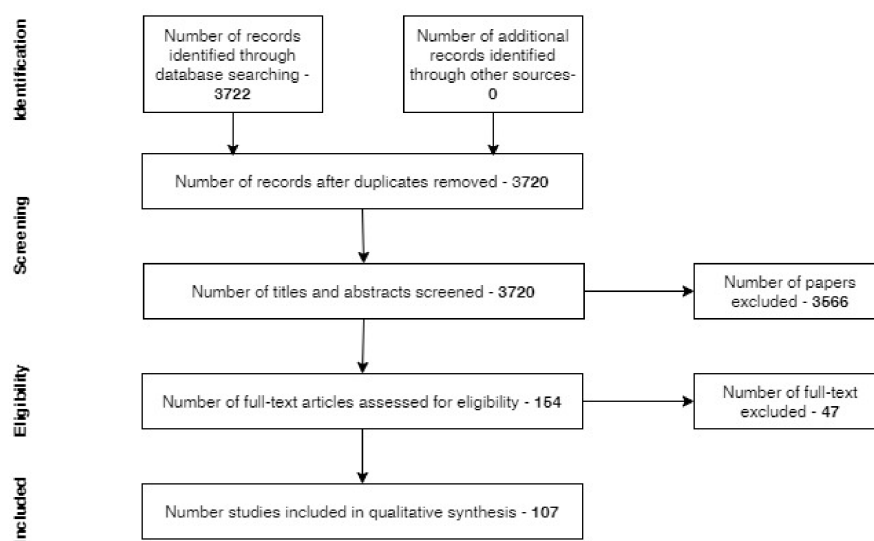 Identification
Number of records
identified through
database searching -
3722
Number of additional
records identified
through other sources-
0
Number of records after duplicates removed - 3720
Screening
Number of titles and abstracts screened - 3720
Number of papers
excluded - 3566
Eligibility
Number of full-text articles assessed for eligibility - 154
Number of full-text
excluded - 47
ncluded
Number studies included in qualitative synthesis - 107